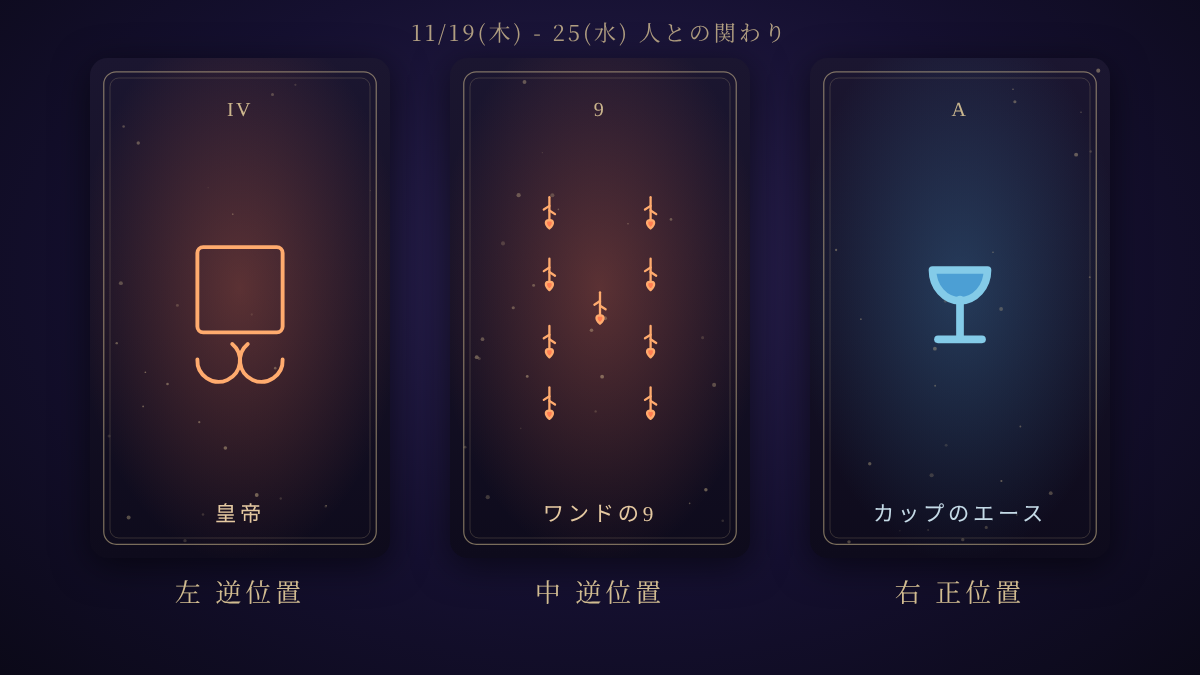 11/19(木) - 25(水) 人との関わり
IV
皇帝
左 逆位置
9
ワンドの9
中 逆位置
A
カップのエース
右 正位置